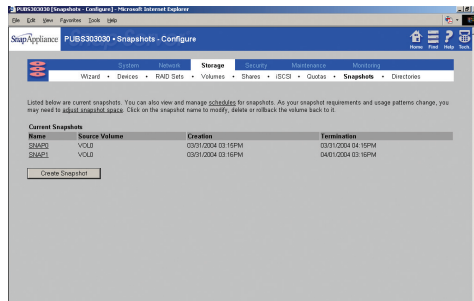 PUBS303030 [Snapshots - Configure] - Microsoft Internet Explorer
File Edit View Favorites Tools Help
SnapAppliance PUBS303030 • Snapshots - Configure
Home Find Help Tech
System Network Storage Security Maintenance Monitoring
Wizard • Devices • RAID Sets • Volumes • Shares • iSCSI • Quotas • Snapshots • Directories
Listed below are current snapshots. You can also view and manage schedules for snapshots. As your snapshot requirements and usage patterns change, you
may need to adjust snapshot space. Click on the snapshot name to modify, delete or rollback the volume back to it.
Current Snapshots
Name Source Volume Creation Termination
SNAP0 VOL0 03/31/2004 03:15PM 03/31/2004 04:15PM
SNAP1 VOL0 03/31/2004 03:16PM 04/01/2004 03:16PM
Create Snapshot